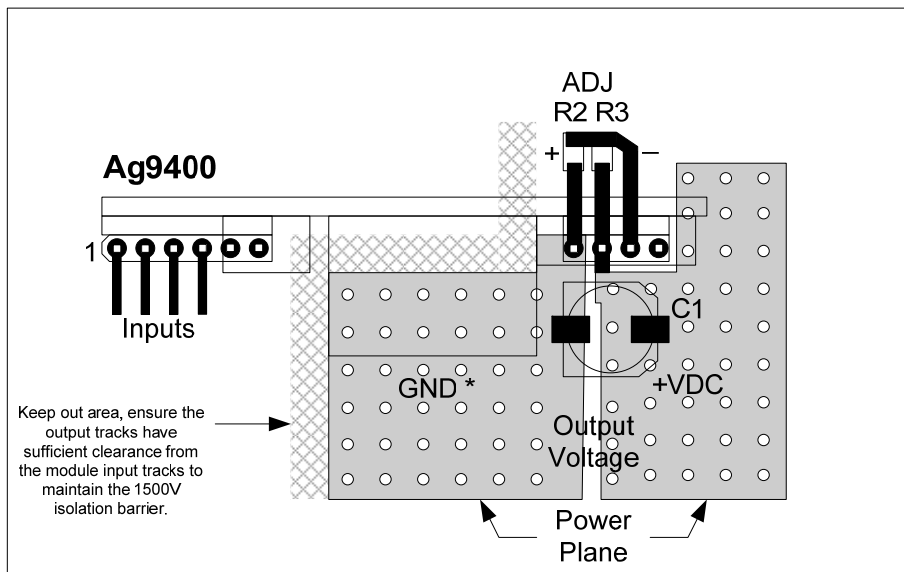 ADJ
R2 R3
+ –
Ag9400
1
Inputs
C1
GND *
+VDC
Output
Voltage
Keep out area, ensure the
output tracks have
sufficient clearance from
the module input tracks to
maintain the 1500V
isolation barrier.
Power
Plane